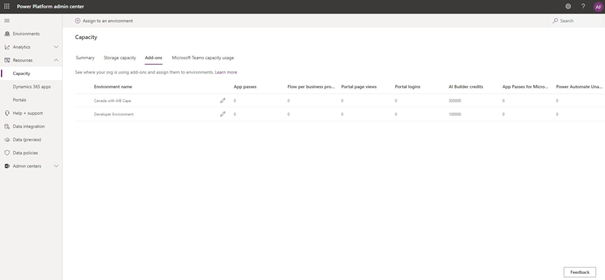 Power Platform admin center
? AF
Assign to an environment
Search
Environments
Analytics
Resources
Capacity
Dynamics 365 apps
Portals
Help + support
Data integration
Data (preview)
Data policies
Admin centers
Capacity
Summary Storage capacity Add-ons Microsoft Teams capacity usage
See where your org is using add-ons and assign them to environments. Learn more
Environment name App passes Flow per business pro... Portal page views Portal logins AI Builder credits App Passes for Micro... Power Automate Una...
Canada with AIB Capa 0 0 0 0 0 0
Developer Environment 0 0 0 0 0 0
Feedback